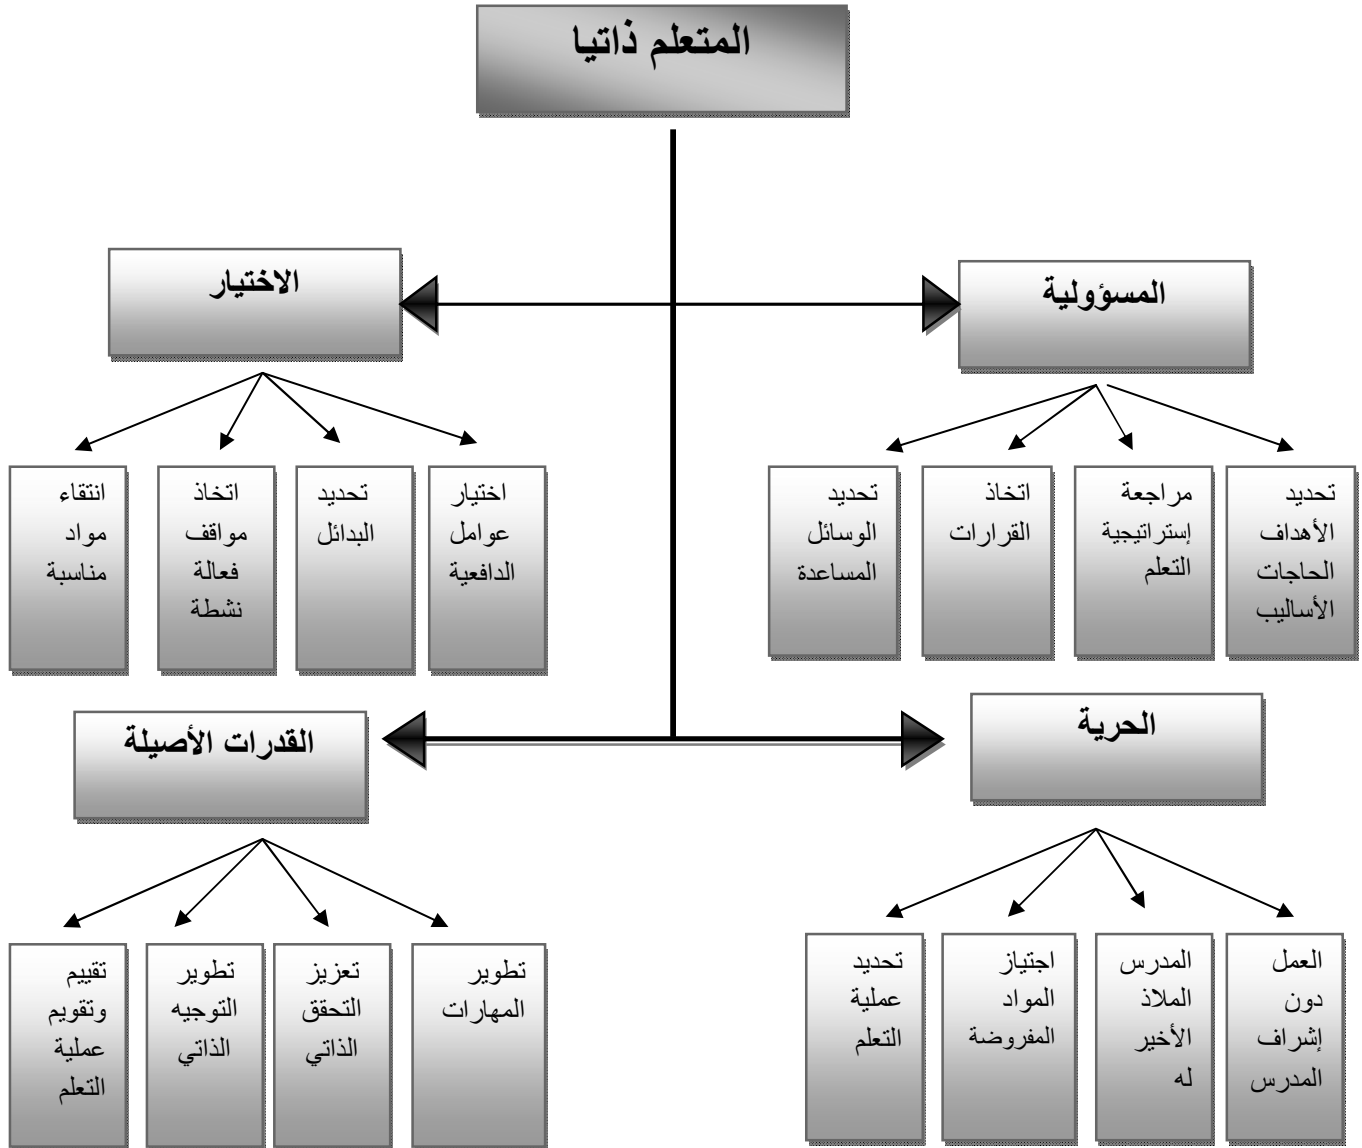 المتعلم ذاتيا
المسؤولية
الاختيار
تحديد
الأهداف
الحاجات
الأساليب
مراجعة
إستراتيجية
التعلم
اتخاذ
القرارات
تحديد
الوسائل
المساعدة
اختيار
عوامل
الدافعية
تحديد
البدائل
اتخاذ
مواقف
فعالة
نشطة
انتقاء
مواد
مناسبة
الحرية
القدرات الأصيلة
العمل
دون
إشراف
المدرس
المدرس
الملاذ
الأخير
له
اجتياز
المواد
المفروضة
تحديد
عملية
التعلم
تطوير
المهارات
تعزيز
التحقق
الذاتي
تطوير
التوجيه
الذاتي
تقييم
وتقويم
عملية
التعلم